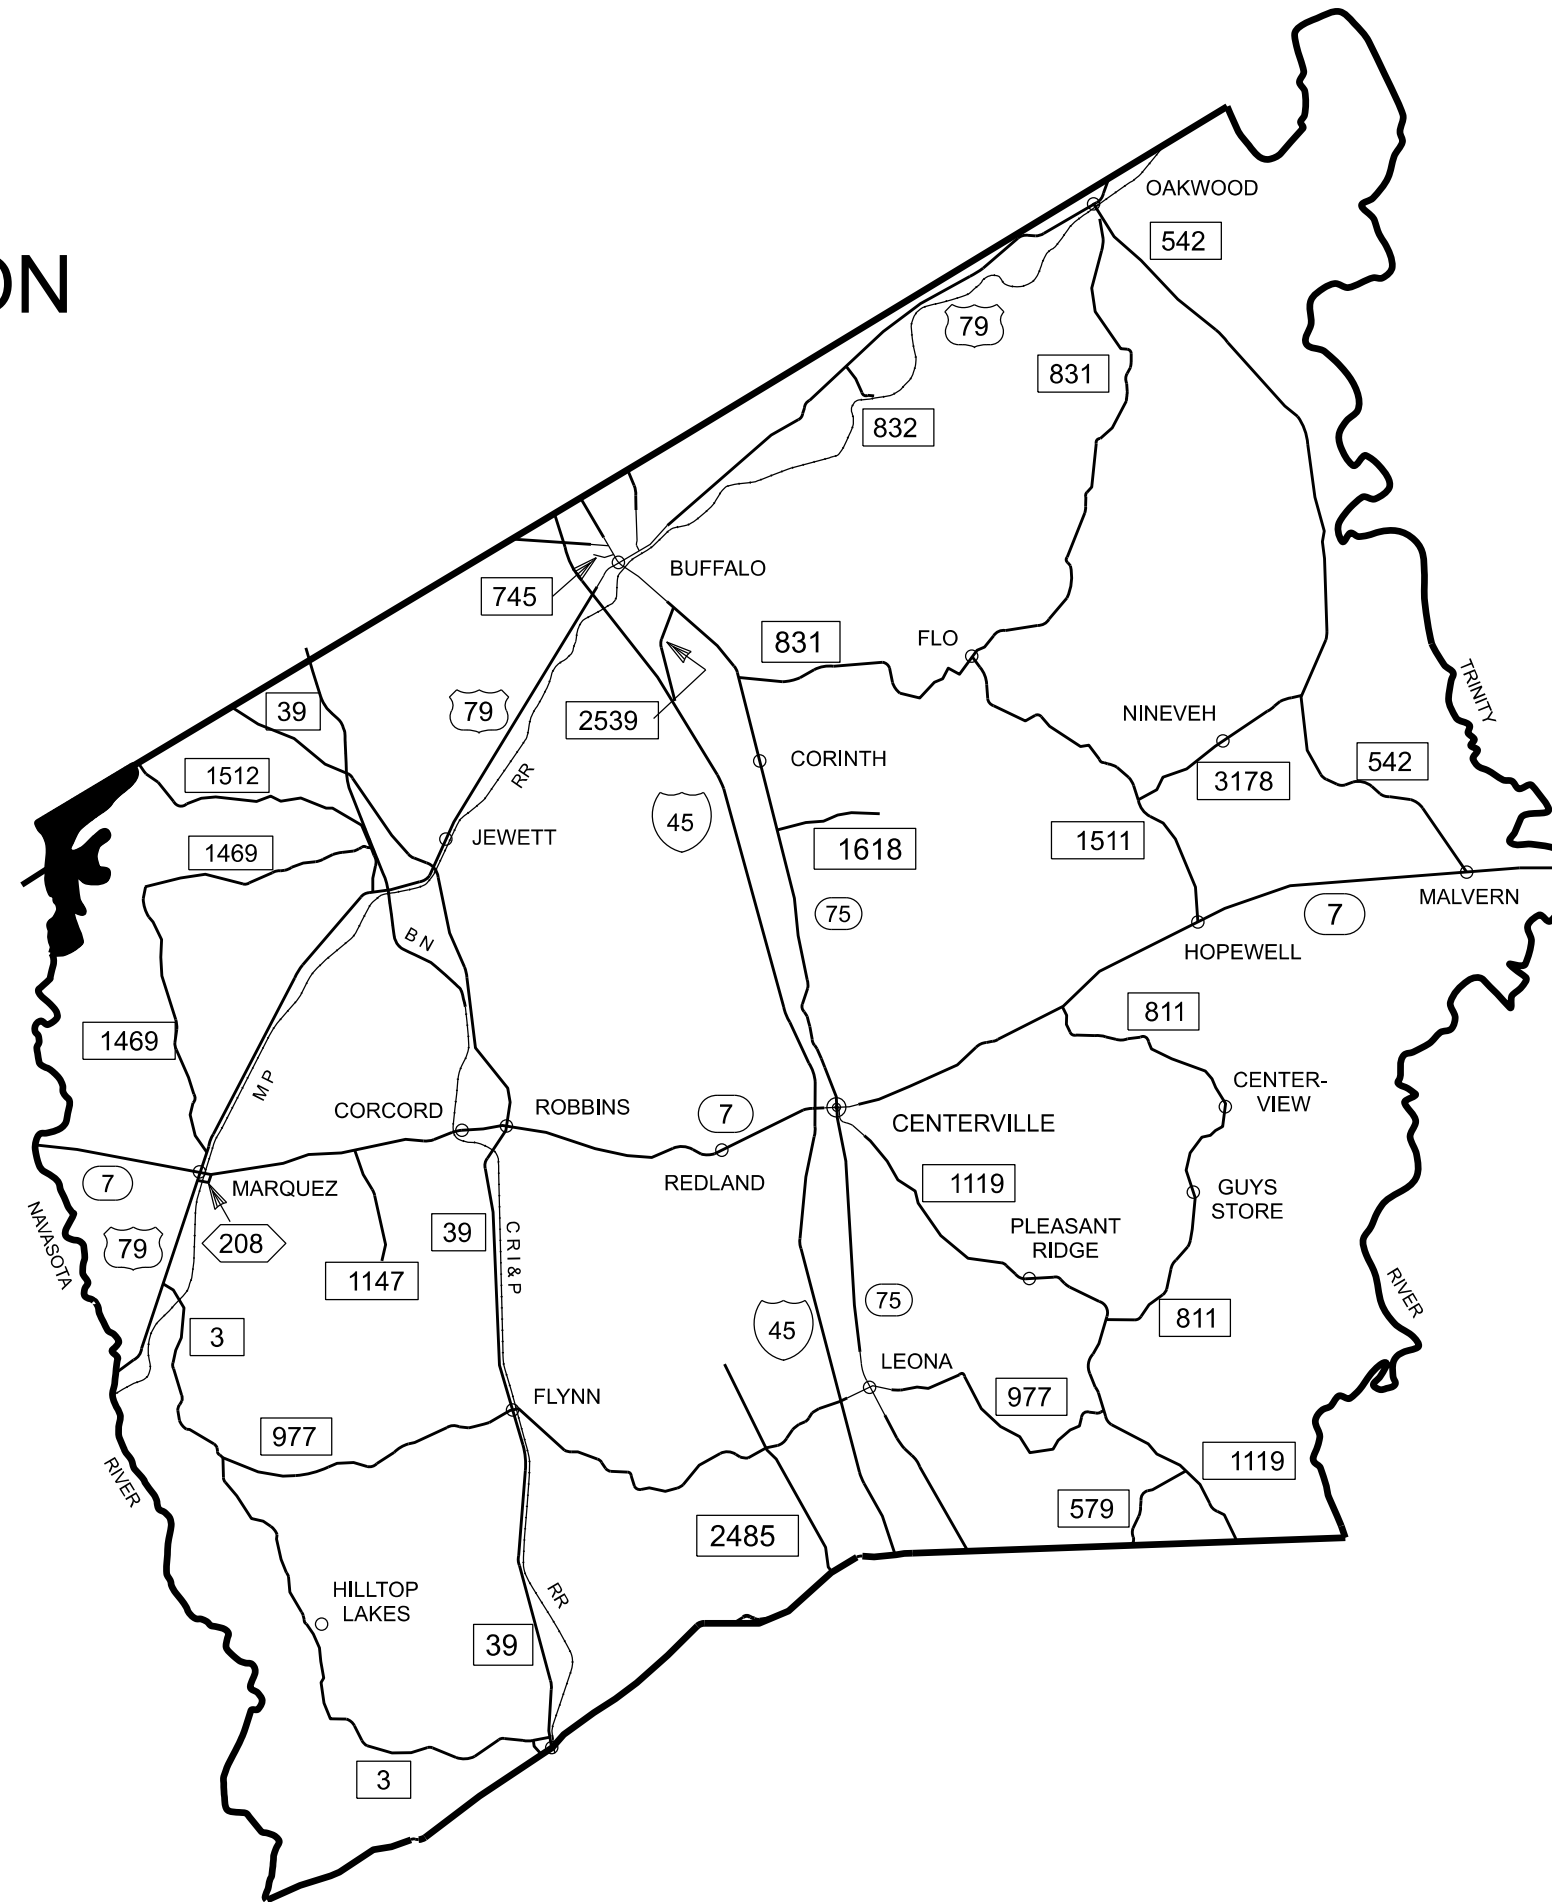 ON
OAKWOOD
542
79
831
832
BUFFALO
745
831
FLO
39
79
2539
NINEVEH
TRINITY
1512
RR
CORINTH
3178
542
45
JEWETT
1618
1511
1469
75
7
MALVERN
BN
HOPEWELL
1469
811
MP
CENTER-
VIEW
CORCORD
ROBBINS
7
CENTERVILLE
REDLAND
7
MARQUEZ
1119
GUYS
STORE
NAVASOTA
79
208
39
CRI&P
PLEASANT
RIDGE
1147
RIVER
75
811
3
45
LEONA
FLYNN
977
977
RIVER
1119
579
2485
HILLTOP
LAKES
RR
39
3